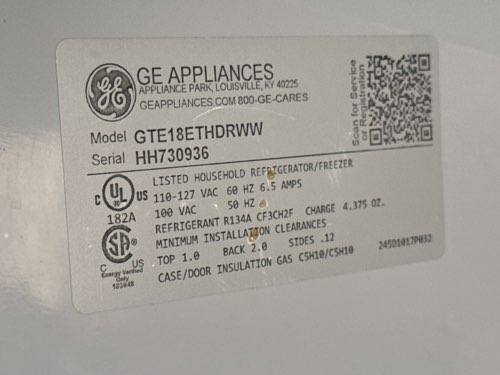 GE APPLIANCES
APPLIANCE PARK, LOUISVILLE, KY 40225
GEAPPLIANCES.COM 800-GE-CARES
Scan for Service
or Registration
Model GTE18ETHDRWW
Serial HH730936
C UL US
182A
LISTED HOUSEHOLD REFRIGERATOR/FREEZER
110-127 VAC 60 HZ 6.5 AMPS
100 VAC 50 HZ
REFRIGERANT R134A CF3CH2F CHARGE 4.375 OZ.
MINIMUM INSTALLATION CLEARANCES
TOP 1.0 BACK 2.0 SIDES .12
CASE/DOOR INSULATION GAS C5H10/C5H10
245D1017P032
SA
C US
Energy Verified
Only